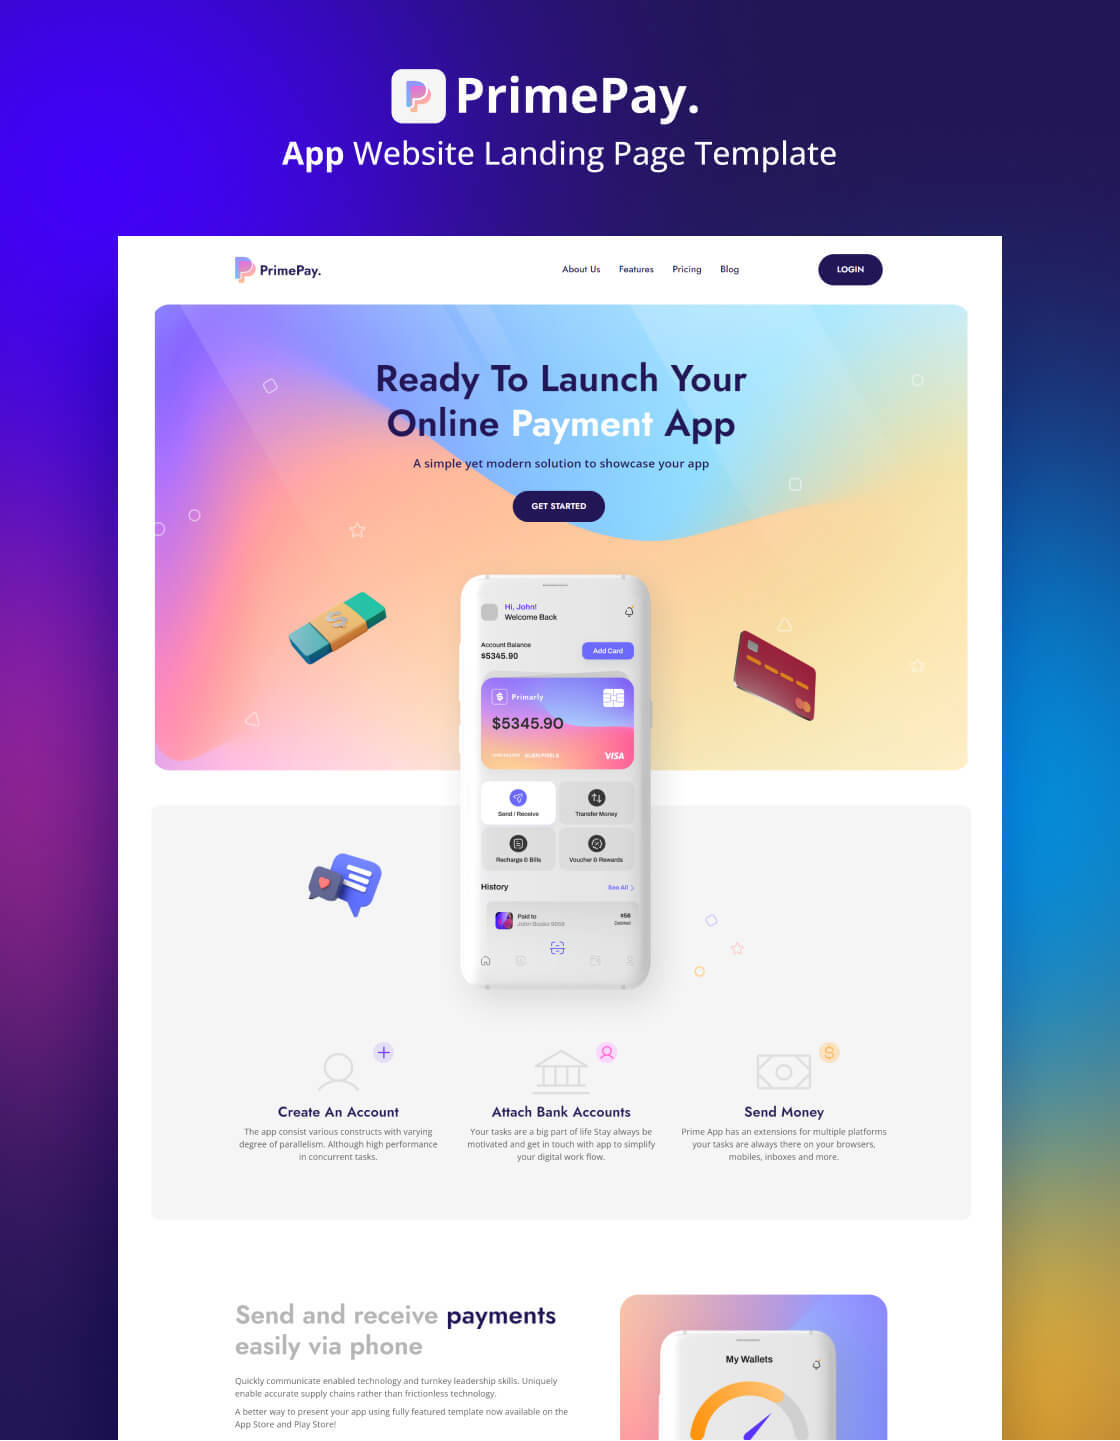 PrimePay.
App Website Landing Page Template
PrimePay.
About Us Features Pricing Blog
LOGIN
Ready To Launch Your
Online Payment App
A simple yet modern solution to showcase your app
GET STARTED
Hi, John!
Welcome Back
Account Balance
$5345.90
Add Card
$ Primarly
$5345.90
VISA
Send / Receive
Transfer Money
Recharge & Bills
Voucher & Rewards
History
See All
Paid to
$56
Debited
Create An Account
The app consist various constructs with varying
degree of parallelism. Although high performance
in concurrent tasks.
Attach Bank Accounts
Your tasks are a big part of life Stay always be
motivated and get in touch with app to simplify
your digital work flow.
Send Money
Prime App has an extensions for multiple platforms
your tasks are always there on your browsers,
mobiles, inboxes and more.
Send and receive payments
easily via phone
Quickly communicate enabled technology and turnkey leadership skills. Uniquely
enable accurate supply chains rather than frictionless technology.
A better way to present your app using fully featured template now available on the
App Store and Play Store!
My Wallets